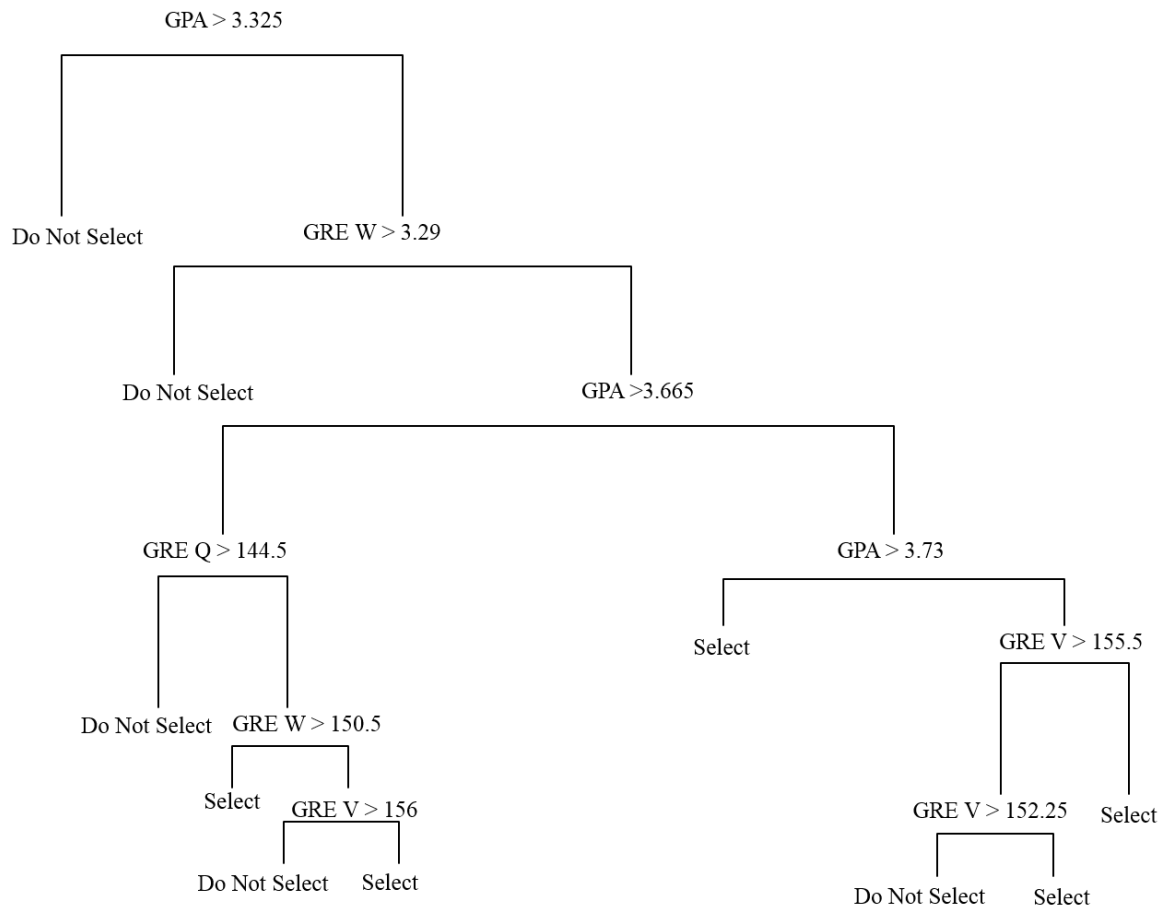 GPA > 3.325
Do Not Select
GRE W > 3.29
Do Not Select
GPA >3.665
GRE Q > 144.5
GPA > 3.73
Select
GRE V > 155.5
Do Not Select
GRE W > 150.5
Select
GRE V > 156
GRE V > 152.25
Select
Do Not Select
Select
Do Not Select
Select